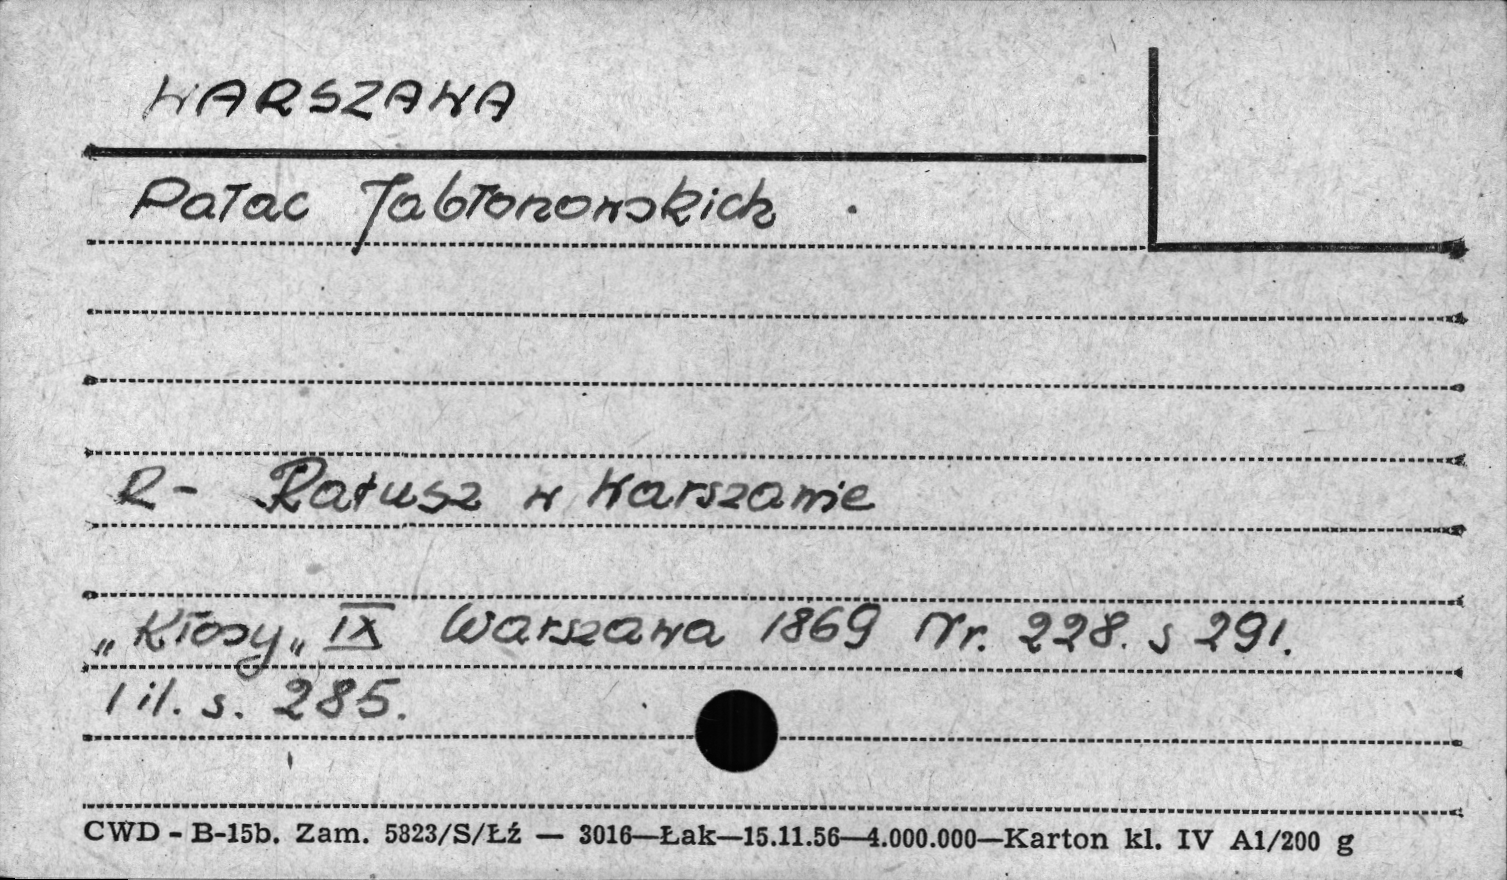 WARSZAWA
Pałac Jabłonowskich .
R- Ratusz w Warszawie
„Kłosy„ IX Warszawa 1869 Nr. 228. s 291.
1 il. s. 285.
CWD - B-15b. Zam. 5823/S/Łź — 3016—Łak—15.11.56—4.000.000—Karton kl. IV A1/200 g